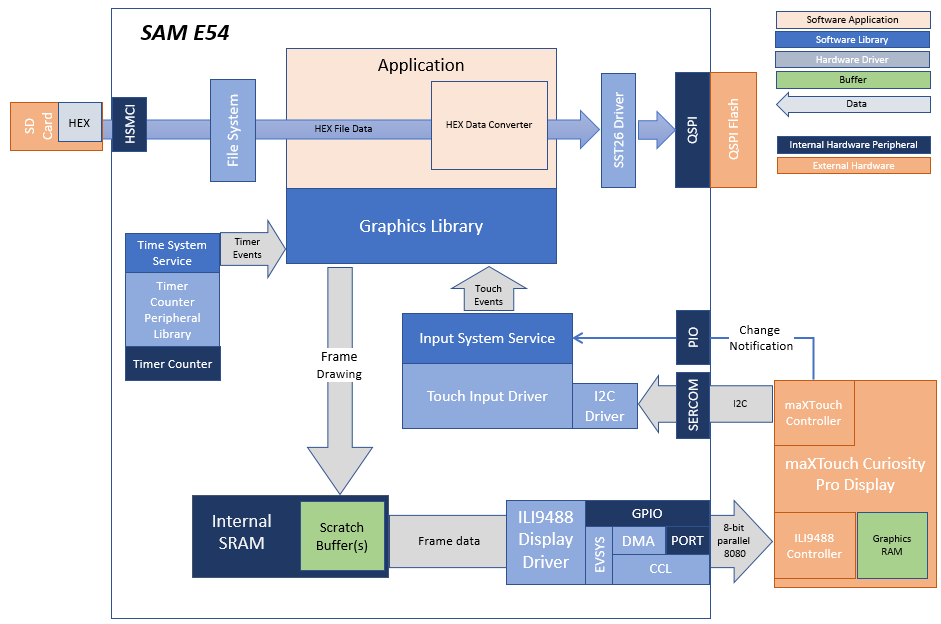 SAM E54
Software Application
Software Library
Hardware Driver
Buffer
Data
Internal Hardware Peripheral
External Hardware
SD
Card
HEX
HSMCI
File System
Application
HEX File Data
HEX Data Converter
SST26 Driver
QSPI
QSPI Flash
Graphics Library
Time System
Service
Timer
Counter
Peripheral
Library
Timer Counter
Timer
Events
Touch
Events
Input System Service
Touch Input Driver
I2C
Driver
PIO
SERCOM
Change
Notification
I2C
maXTouch
Controller
maXTouch Curiosity
Pro Display
Frame
Drawing
Internal
SRAM
Scratch
Buffer(s)
Frame data
ILI9488
Display
Driver
GPIO
EVSYS
DMA
PORT
CCL
8-bit
parallel
8080
ILI9488
Controller
Graphics
RAM